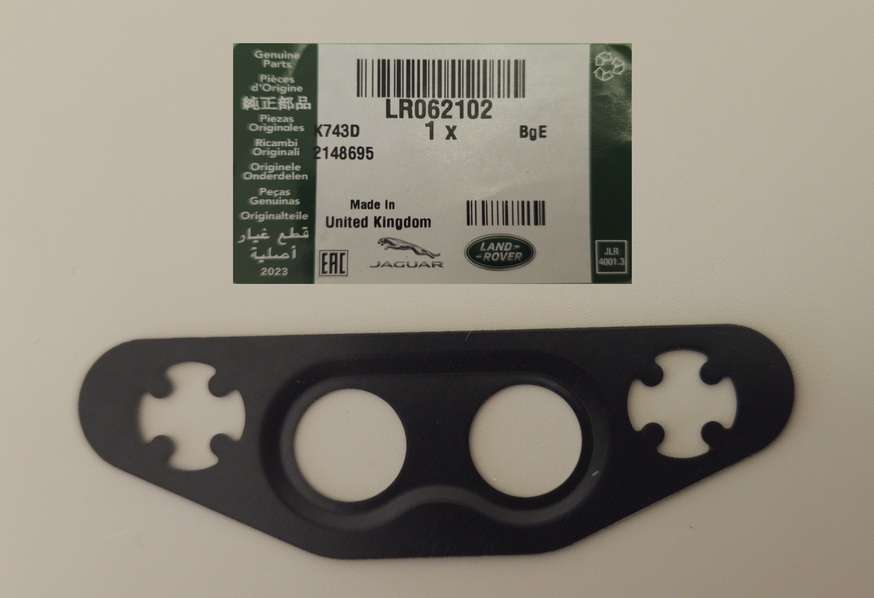 Genuine
Parts
Pièces
d'Origine
純正部品
Piezas
Originales
Ricambi
Originali
Originele
Onderdelen
Peças
Genuínas
Originalteile
قطع غيار
أصلية
2023
LR062102
K743D
1 x
BgE
2148695
Made In
United Kingdom
EAC
JAGUAR
LAND-
-ROVER
JLR
4001.3